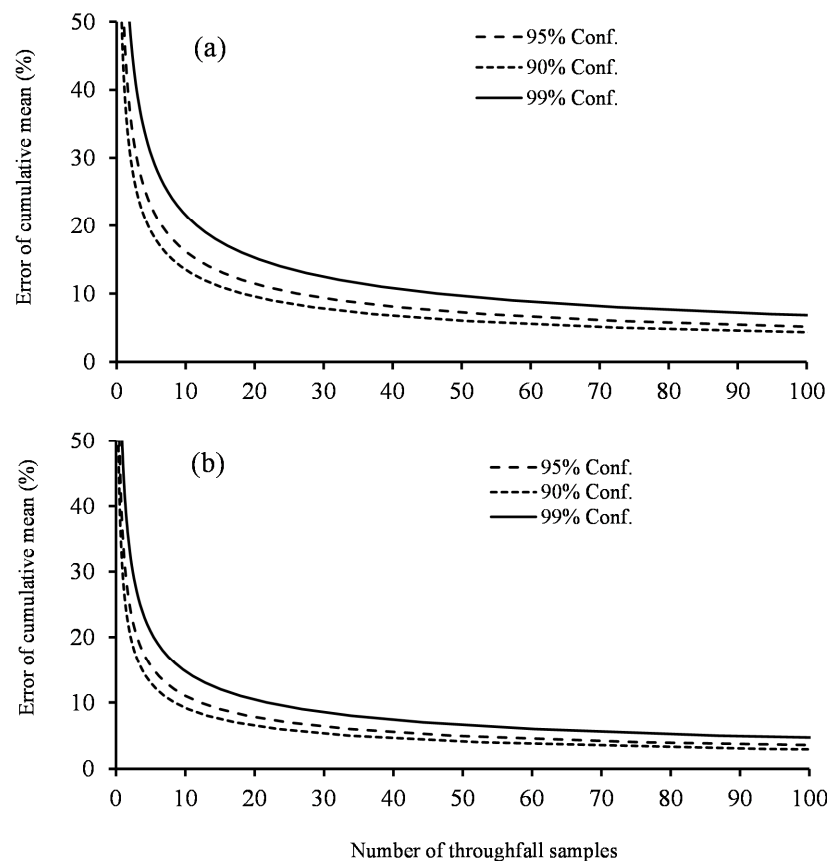 (a)
95% Conf.
90% Conf.
99% Conf.
Error of cumulative mean (%)
50
40
30
20
10
0
0 10 20 30 40 50 60 70 80 90 100
(b)
95% Conf.
90% Conf.
99% Conf.
Error of cumulative mean (%)
50
40
30
20
10
0
0 10 20 30 40 50 60 70 80 90 100
Number of throughfall samples